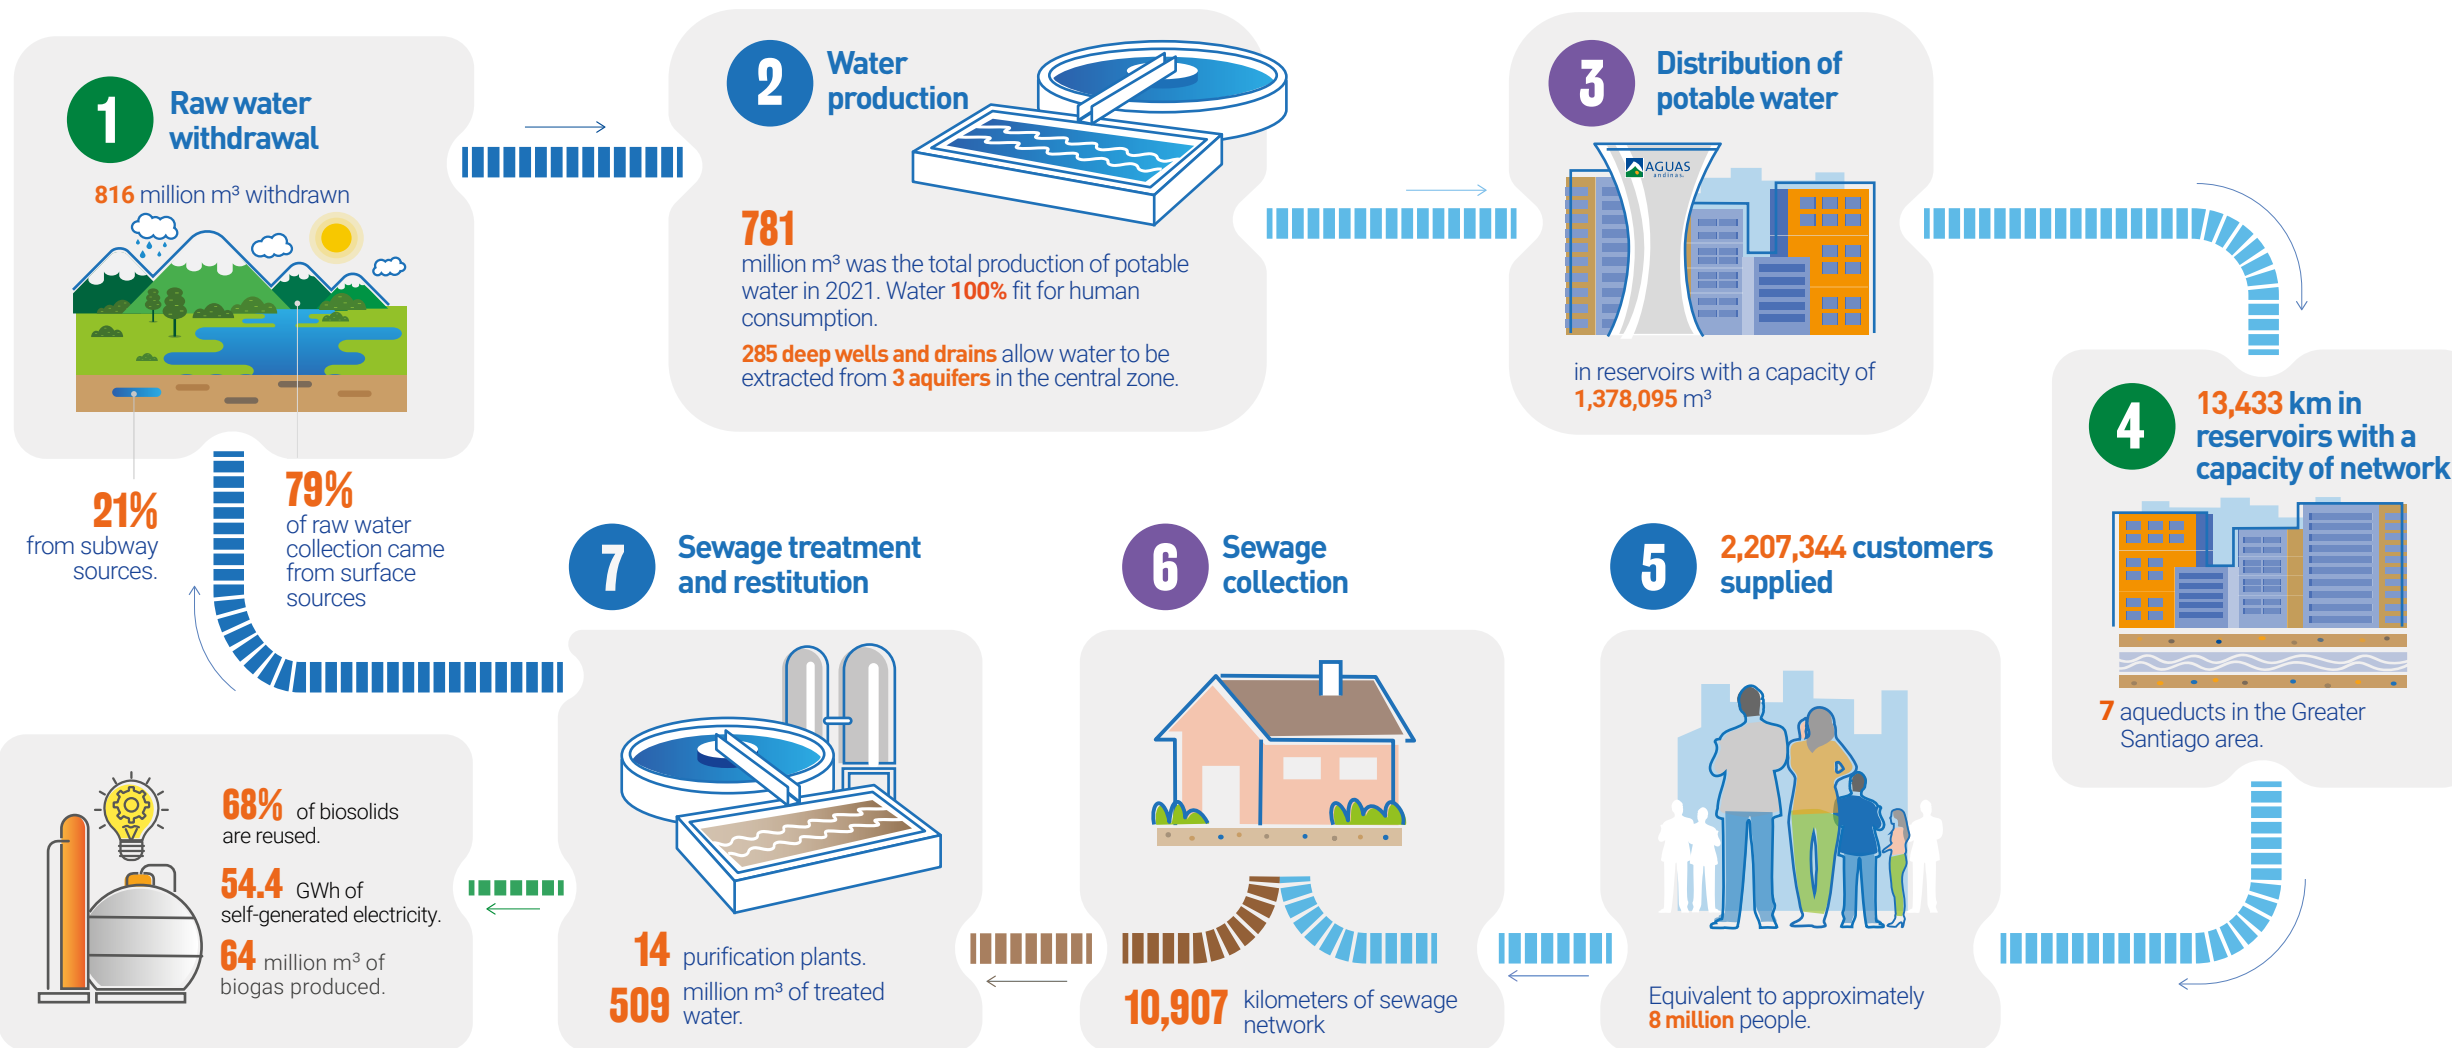 1
Raw water
withdrawal
816 million m³ withdrawn
21%
from subway
sources.
79%
of raw water
collection came
from surface
sources
2
Water
production
781
million m³ was the total production of potable
water in 2021. Water 100% fit for human
consumption.
285 deep wells and drains allow water to be
extracted from 3 aquifers in the central zone.
3
Distribution of
potable water
AGUAS
andinas
in reservoirs with a capacity of
1,378,095 m³
4
13,433 km in
reservoirs with a
capacity of network
7 aqueducts in the Greater
Santiago area.
5
2,207,344 customers
supplied
Equivalent to approximately
8 million people.
6
Sewage
collection
10,907 kilometers of sewage
network
7
Sewage treatment
and restitution
14 purification plants.
509 million m³ of treated
water.
68% of biosolids
are reused.
54.4 GWh of
self-generated electricity.
64 million m³ of
biogas produced.